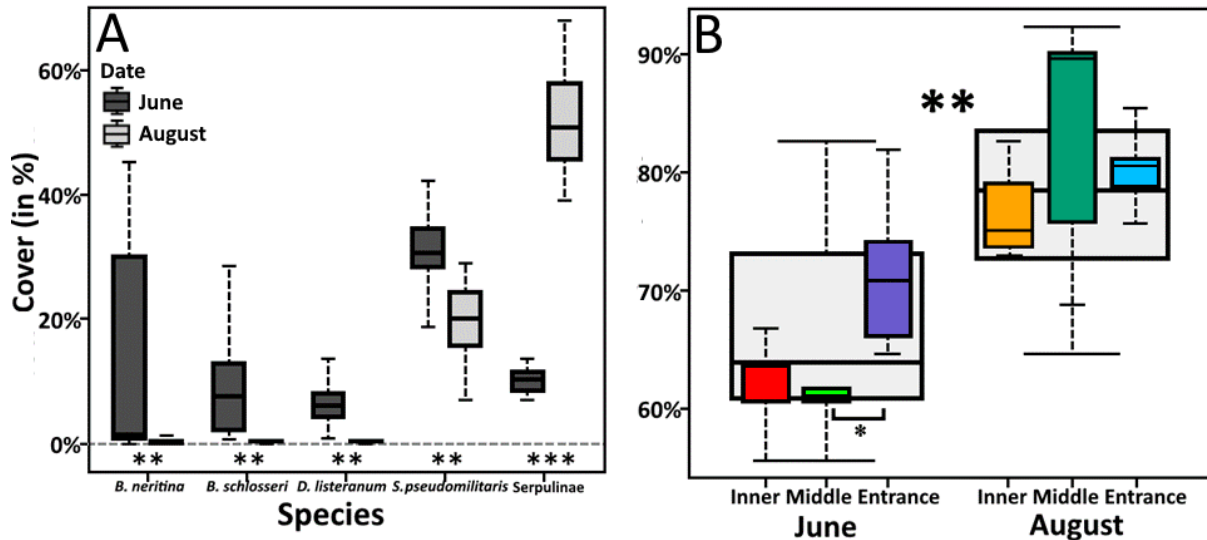 A
B
Date
June
August
Cover (in %)
60%
40%
20%
0%
** ** ** ** ***
B. neritina B. schlosseri D. listeranum S.pseudomilitaris Serpulinae
Species
90%
80%
70%
60%
**
*
Inner Middle Entrance Inner Middle Entrance
June August